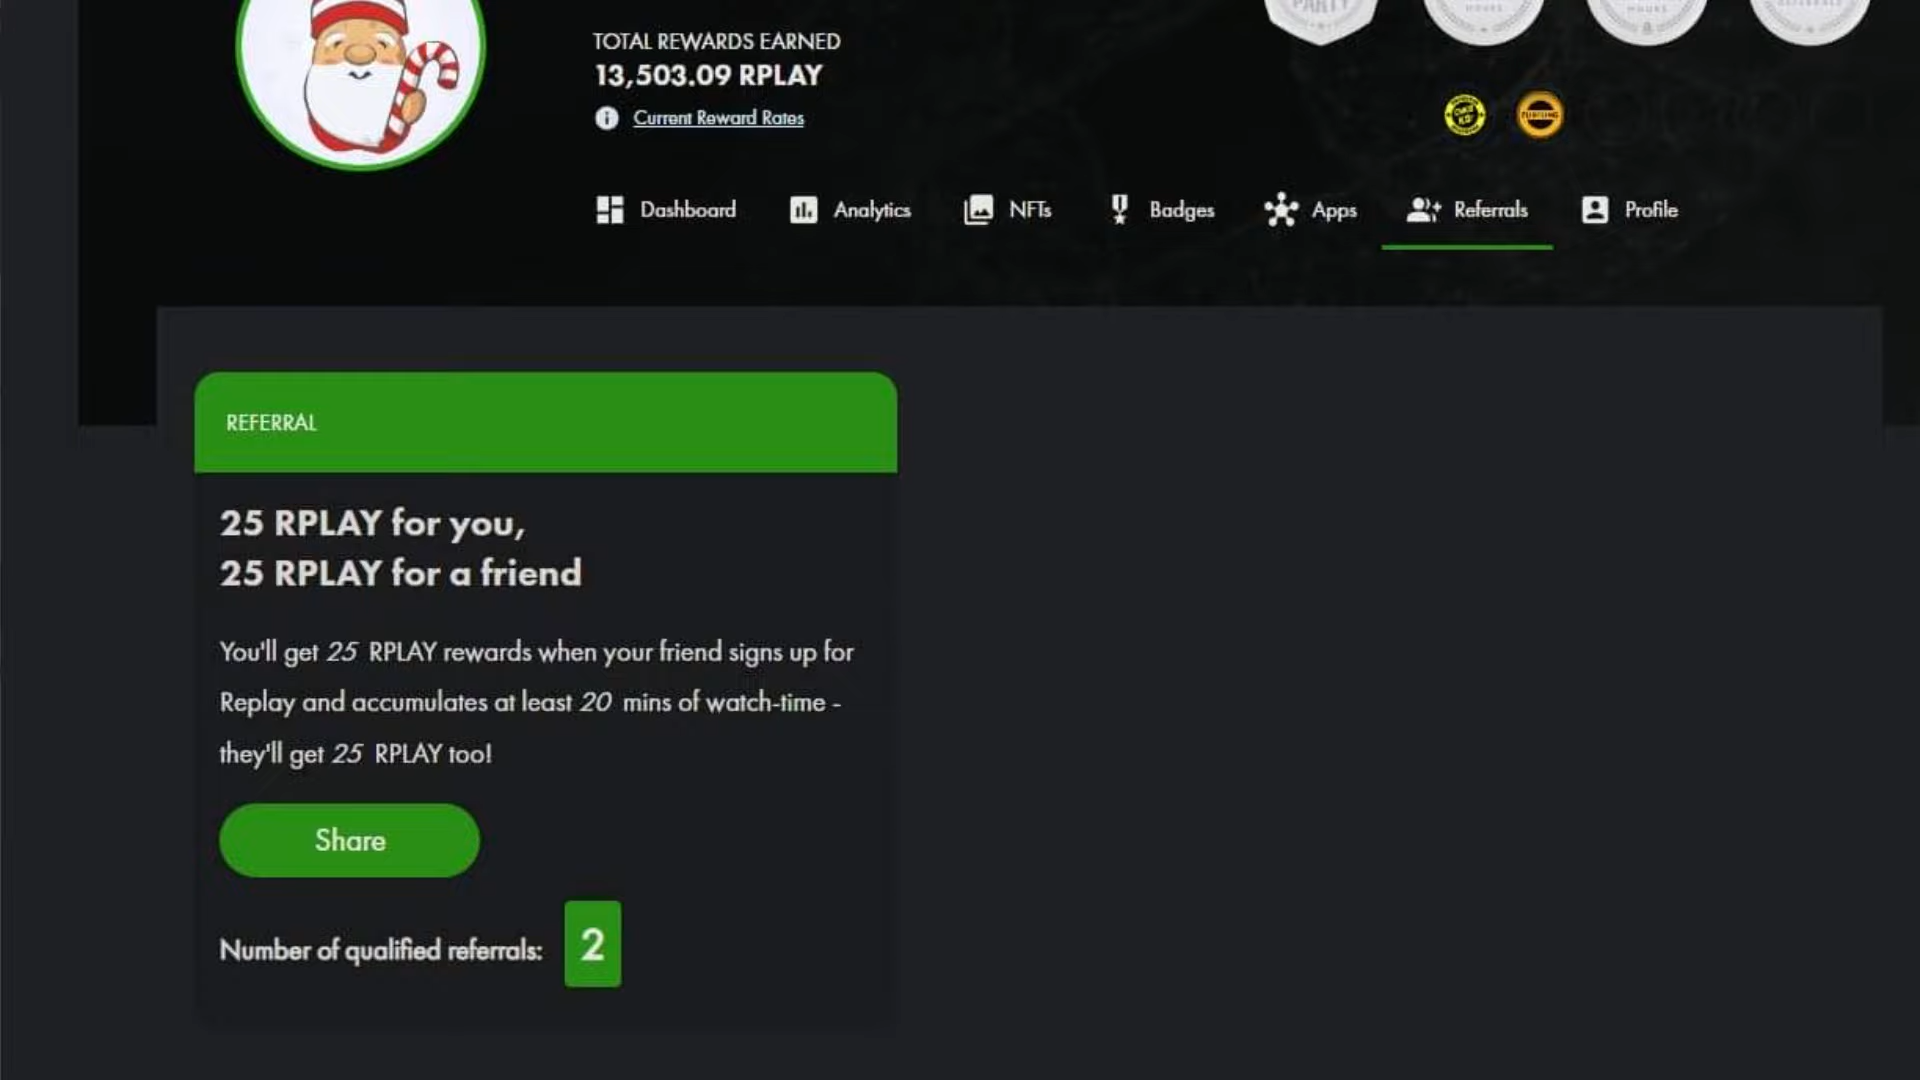 PARTY
HOURS
HOURS
TOTAL REWARDS EARNED
13,503.09 RPLAY
Current Reward Rates
Dashboard
Analytics
NFTs
Badges
Apps
Referrals
Profile
REFERRAL
25 RPLAY for you,
25 RPLAY for a friend
You'll get 25 RPLAY rewards when your friend signs up for
Replay and accumulates at least 20 mins of watch-time -
they'll get 25 RPLAY too!
Share
Number of qualified referrals: 2